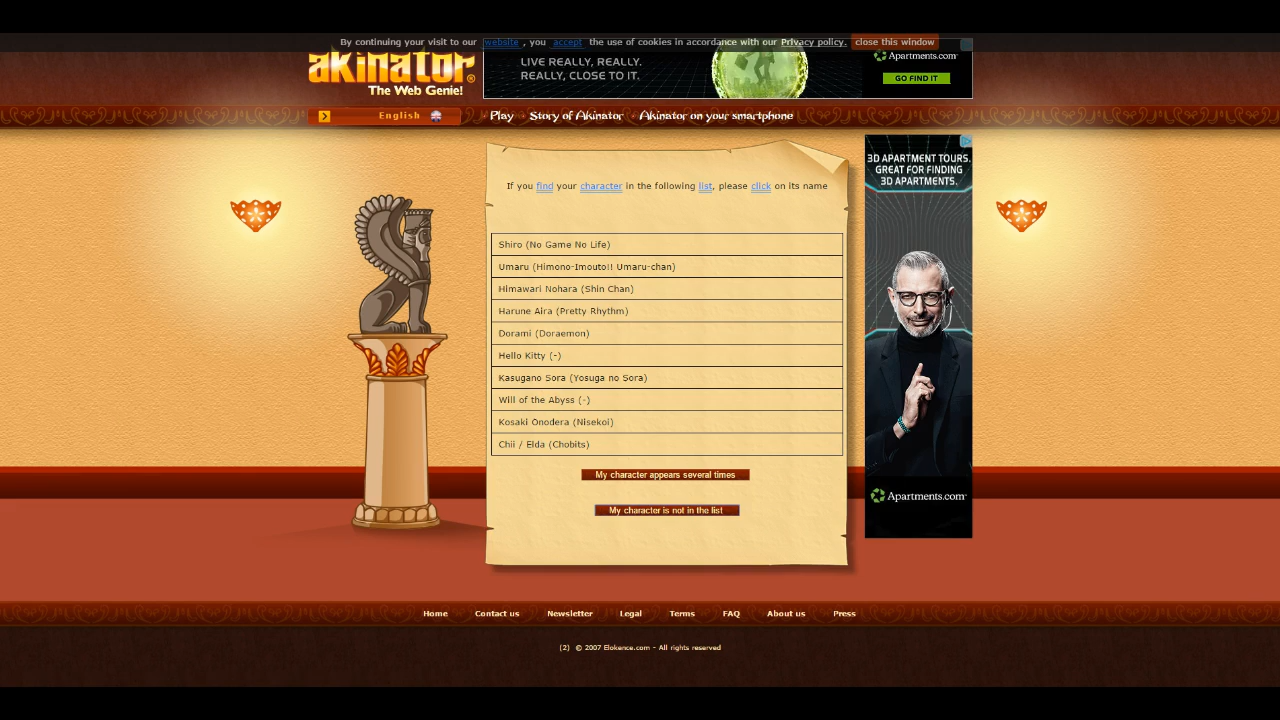 By continuing your visit to our website , you accept the use of cookies in accordance with our Privacy policy. close this window
akinator®
The Web Genie!
LIVE REALLY, REALLY.
REALLY, CLOSE TO IT.
Apartments.com
GO FIND IT
English
Play
Story of Akinator
Akinator on your smartphone
If you find your character in the following list, please click on its name
Shiro (No Game No Life)
Umaru (Himono-Imouto!! Umaru-chan)
Himawari Nohara (Shin Chan)
Harune Aira (Pretty Rhythm)
Dorami (Doraemon)
Hello Kitty (-)
Kasugano Sora (Yosuga no Sora)
Will of the Abyss (-)
Kosaki Onodera (Nisekoi)
Chii / Elda (Chobits)
My character appears several times
My character is not in the list
3D APARTMENT TOURS.
GREAT FOR FINDING
3D APARTMENTS.
Apartments.com
Home Contact us Newsletter Legal Terms FAQ About us Press
(2) © 2007 Elokence.com - All rights reserved